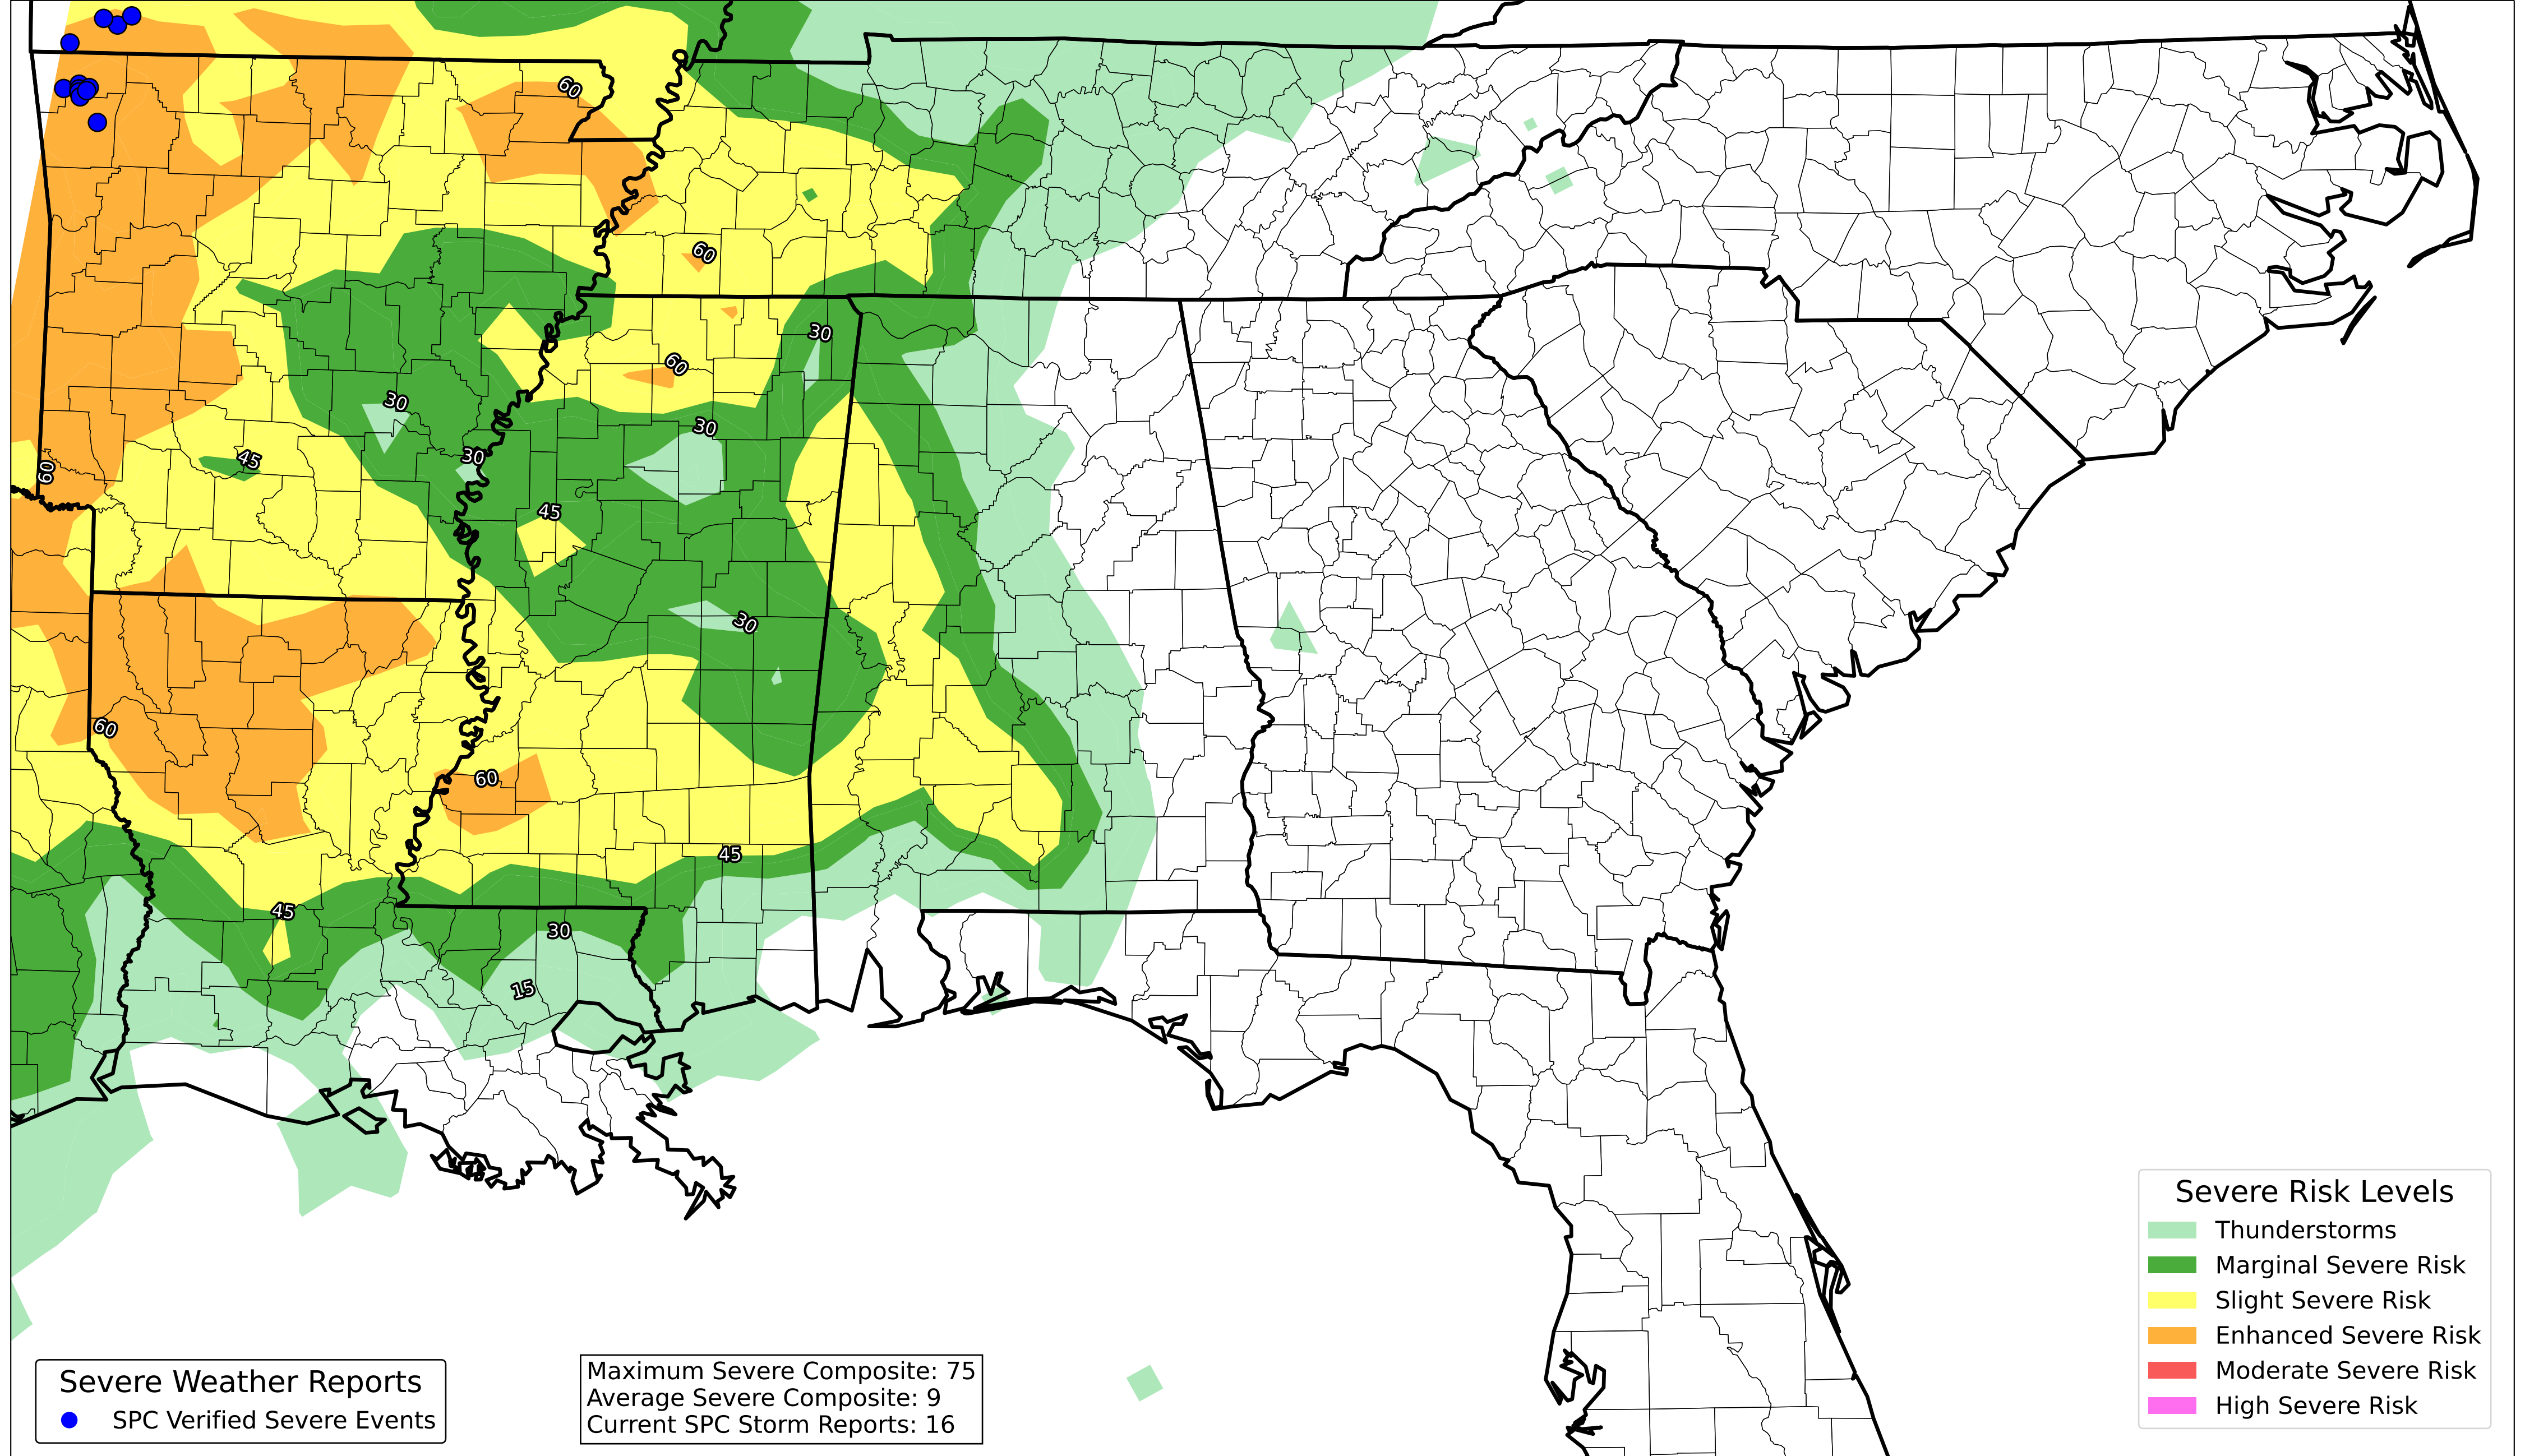 60
60
30
60
30
30
30
45
60
45
30
60
60
45
45
30
15
Severe Risk Levels
Thunderstorms
Marginal Severe Risk
Slight Severe Risk
Enhanced Severe Risk
Moderate Severe Risk
High Severe Risk
Severe Weather Reports
SPC Verified Severe Events
Maximum Severe Composite: 75
Average Severe Composite: 9
Current SPC Storm Reports: 16